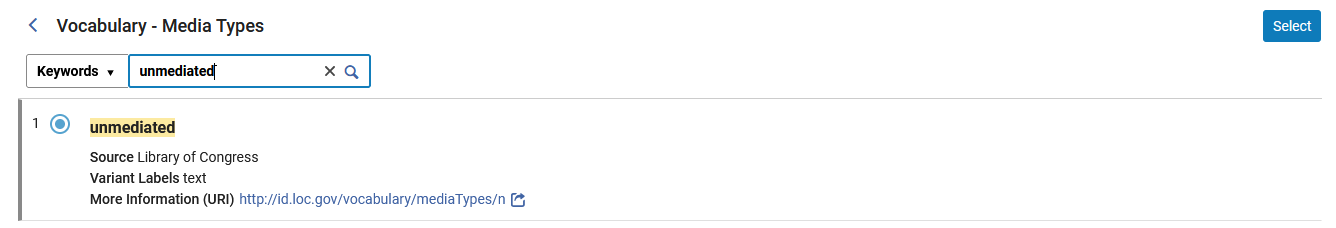 Vocabulary - Media Types
Select
Keywords
unmediated
1
unmediated
Source Library of Congress
Variant Labels text
More Information (URI) http://id.loc.gov/vocabulary/mediaTypes/n